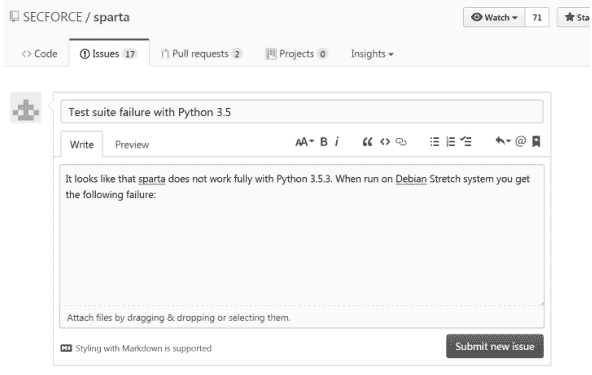 SECFORCE / sparta
Watch 71 Sta
Code Issues 17 Pull requests 2 Projects 0 Insights
Test suite failure with Python 3.5
Write Preview AA B i
It looks like that sparta does not work fully with Python 3.5.3. When run on Debian Stretch system you get
the following failure:
Attach files by dragging & dropping or selecting them.
Styling with Markdown is supported
Submit new issue